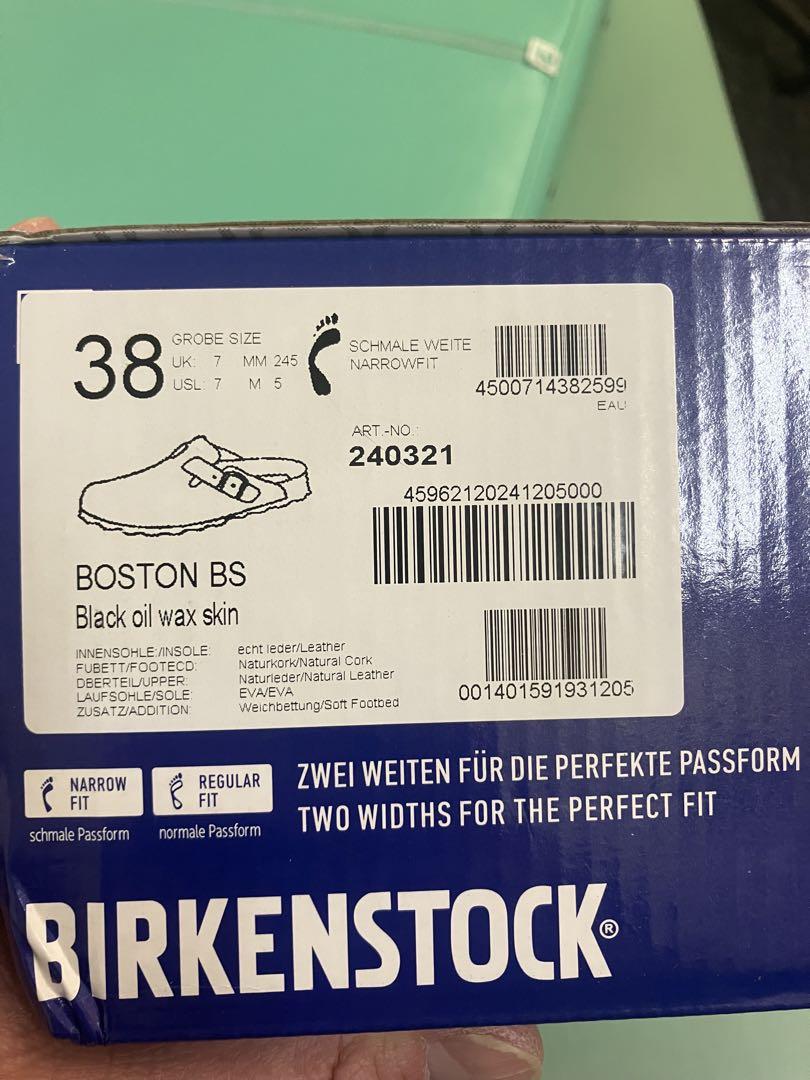 38
GROBE SIZE
UK: 7 MM 245
USL: 7 M 5
SCHMALE WEITE
NARROWFIT
4500714382599
EAU
ART.-NO.:
240321
45962120241205000
BOSTON BS
Black oil wax skin
INNENSOHLE:/INSOLE: echt leder/Leather
FUBETT/FOOTECD: Naturkork/Natural Cork
DBERTEIL/UPPER: Naturleder/Natural Leather
LAUFSOHLE/SOLE: EVA/EVA
ZUSATZ/ADDITION: Weichbettung/Soft Footbed
001401591931205
NARROW
FIT
schmale Passform
REGULAR
FIT
normale Passform
ZWEI WEITEN FÜR DIE PERFEKTE PASSFORM
TWO WIDTHS FOR THE PERFECT FIT
BIRKENSTOCK®